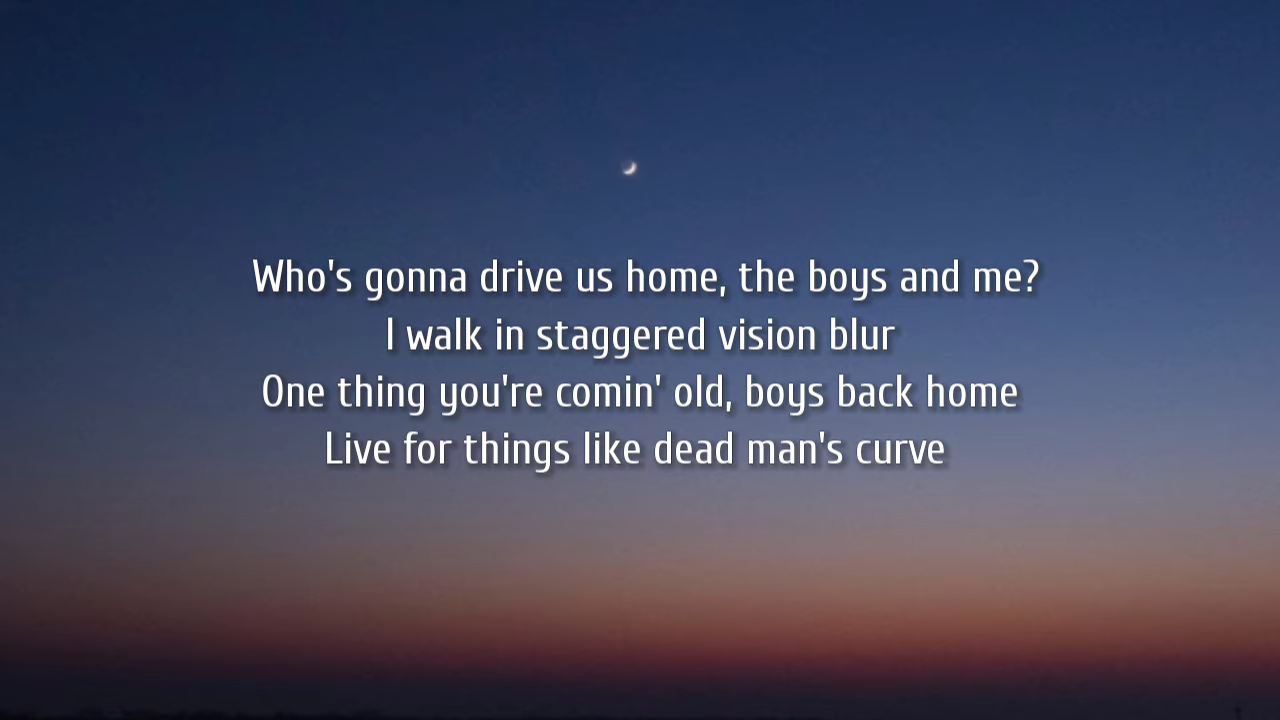 Who's gonna drive us home, the boys and me?
I walk in staggered vision blur
One thing you're comin' old, boys back home
Live for things like dead man's curve